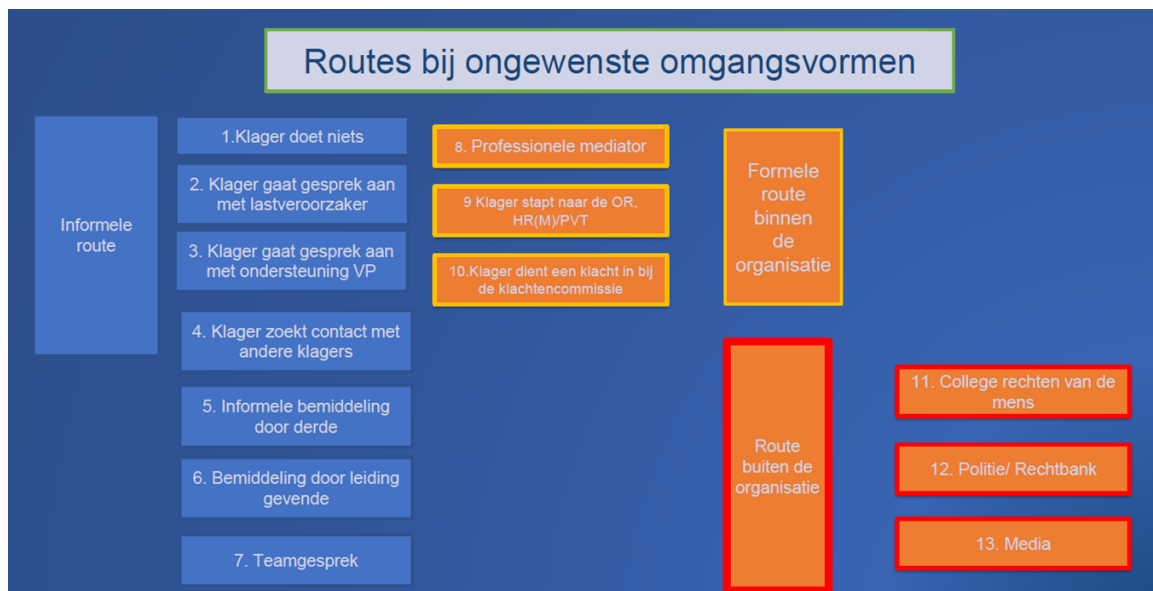 Routes bij ongewenste omgangsvormen
Informele
route
1.Klager doet niets
2. Klager gaat gesprek aan
met lastveroorzaker
3. Klager gaat gesprek aan
met ondersteuning VP
4. Klager zoekt contact met
andere klagers
5. Informele bemiddeling
door derde
6. Bemiddeling door leiding
gevende
7. Teamgesprek
8. Professionele mediator
9 Klager stapt naar de OR,
HR(M)/PVT
10.Klager dient een klacht in bij
de klachtencommissie
Formele
route
binnen
de
organisatie
Route
buiten de
organisatie
11. College rechten van de
mens
12. Politie/ Rechtbank
13. Media